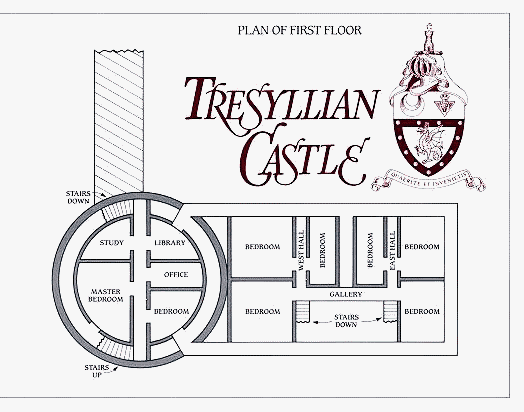 PLAN OF FIRST FLOOR
TRESYLLIAN
CASTLE
QUAERITE ET INVENIETIS
STAIRS
DOWN
STUDY
LIBRARY
OFFICE
MASTER
BEDROOM
BEDROOM
STAIRS
UP
BEDROOM
WEST HALL
BEDROOM
BEDROOM
EAST HALL
BEDROOM
GALLERY
BEDROOM
STAIRS
DOWN
BEDROOM